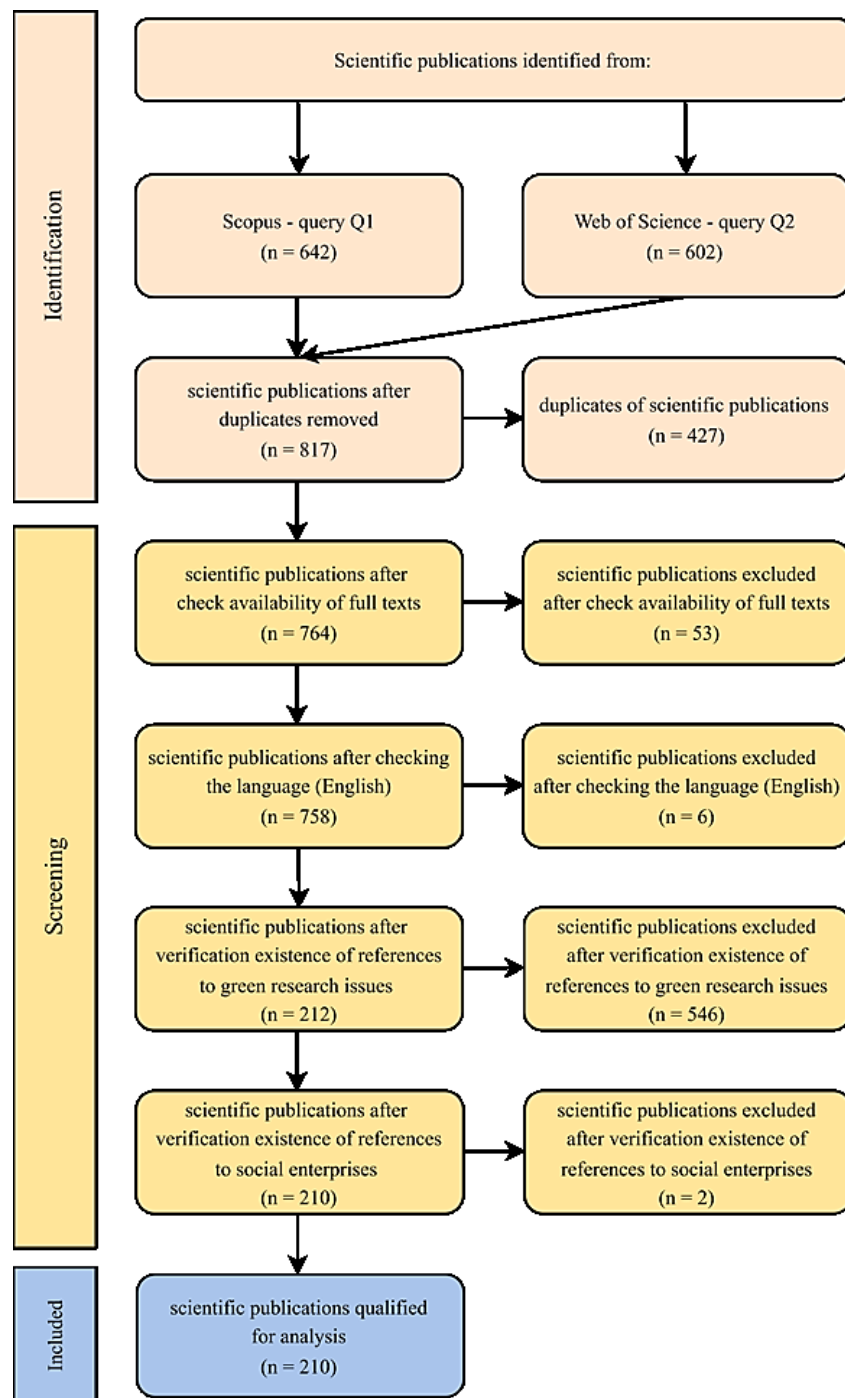 Identification
Scientific publications identified from:
Scopus - query Q1
(n = 642)
Web of Science - query Q2
(n = 602)
scientific publications after
duplicates removed
(n = 817)
duplicates of scientific publications
(n = 427)
Screening
scientific publications after
check availability of full texts
(n = 764)
scientific publications excluded
after check availability of full texts
(n = 53)
scientific publications after checking
the language (English)
(n = 758)
scientific publications excluded
after checking the language (English)
(n = 6)
scientific publications after
verification existence of references
to green research issues
(n = 212)
scientific publications excluded
after verification existence of
references to green research issues
(n = 546)
scientific publications after
verification existence of references
to social enterprises
(n = 210)
scientific publications excluded
after verification existence of
references to social enterprises
(n = 2)
Included
scientific publications qualified
for analysis
(n = 210)